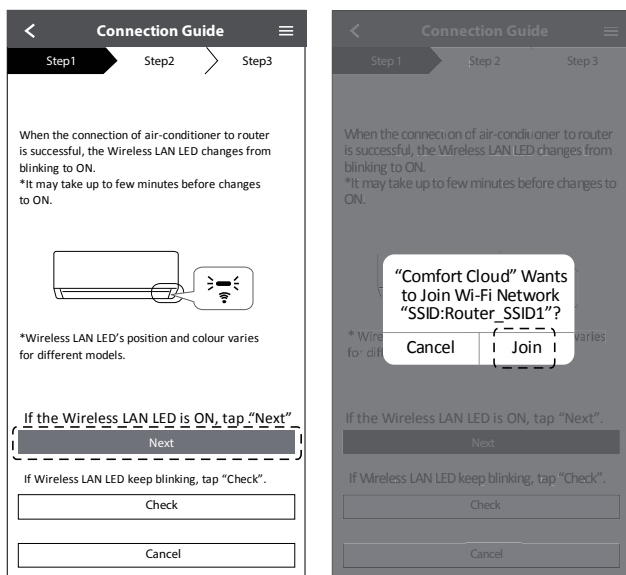 Connection Guide
Step1 Step2 Step3
When the connection of air-conditioner to router
is successful, the Wireless LAN LED changes from
blinking to ON.
*It may take up to few minutes before changes
to ON.
*Wireless LAN LED’s position and colour varies
for different models.
If the Wireless LAN LED is ON, tap .“Next”
Next
If Wireless LAN LED keep blinking, tap “Check”.
Check
Cancel
Connection Guide
Step 1 Step 2 Step 3
When the connection of air-conditioner to router
is successful, the Wireless LAN LED changes from
blinking to ON.
*It may take up to few minutes before changes to
ON.
“Comfort Cloud” Wants
to Join Wi-Fi Network
“SSID:Router_SSID1”?
Cancel Join
* Wire varies
for diff
If the Wireless LAN LED is ON, tap “Next”.
Next
If Wireless LAN LED keep blinking, tap “Check”.
Check
Cancel